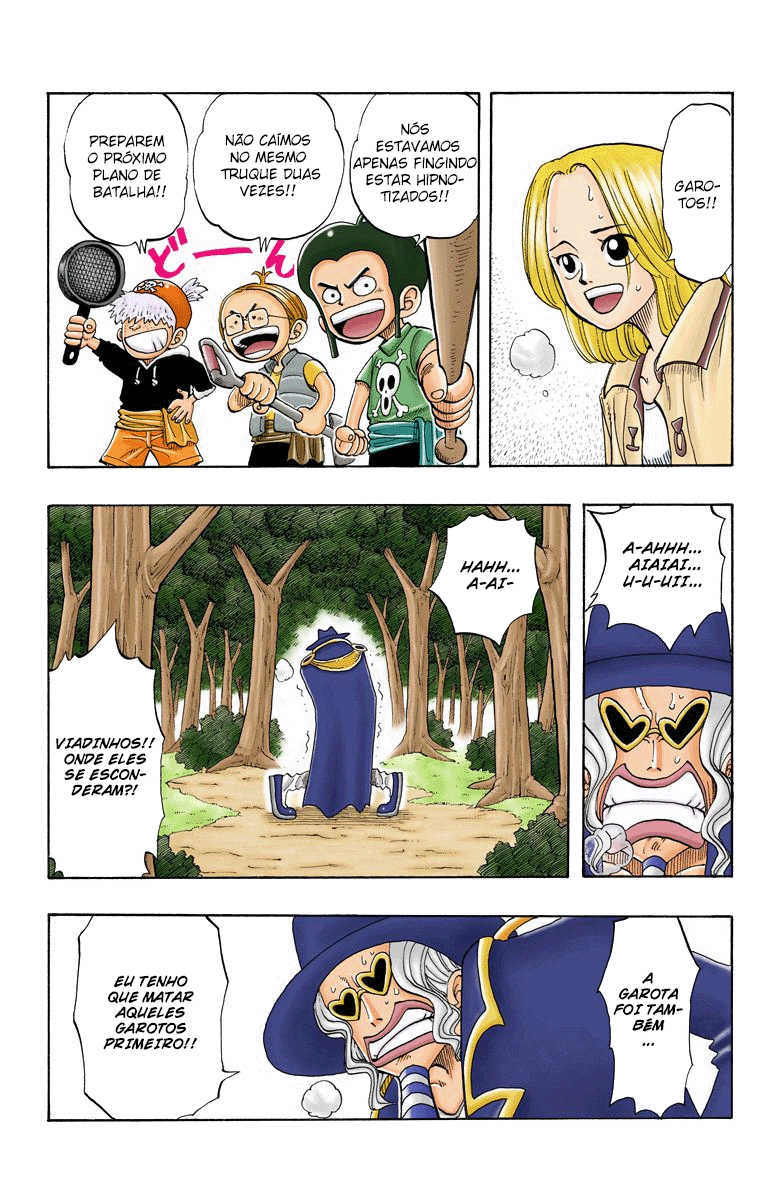 GARO-
TOS!!
NÓS
ESTAVAMOS
APENAS FINGINDO
ESTAR HIPNO-
TIZADOS!!
NÃO CAÍMOS
NO MESMO
TRUQUE DUAS
VEZES!!
PREPAREM
O PRÓXIMO
PLANO DE
BATALHA!!
どーん
A-AHHH...
AIAIAI...
U-U-UII...
HAHH...
A-AI-
VIADINHOS!!
ONDE ELES
SE ESCON-
DERAM?!
A
GAROTA
FOI TAM-
BÊM
...
EU TENHO
QUE MATAR
AQUELES
GAROTOS
PRIMEIRO!!